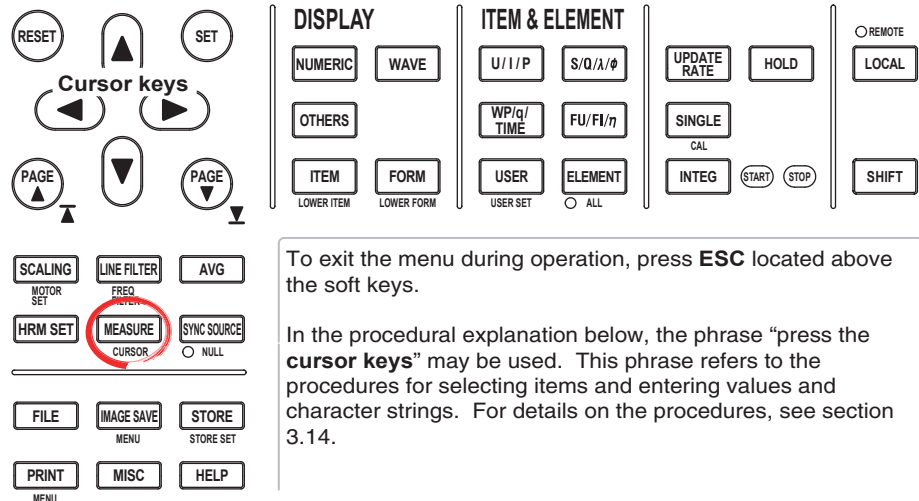 RESET
SET
Cursor keys
PAGE
PAGE
DISPLAY
NUMERIC WAVE
OTHERS
ITEM FORM
LOWER ITEM LOWER FORM
ITEM & ELEMENT
U / I / P S/Q/λ/ø
WP/q/
TIME
FU/FI/η
USER ELEMENT
USER SET ALL
UPDATE
RATE
HOLD
SINGLE
CAL
INTEG START STOP
REMOTE
LOCAL
SHIFT
SCALING LINE FILTER AVG
MOTOR
SET
FREQ
FILTER
HRM SET MEASURE SYNC SOURCE
CURSOR NULL
FILE IMAGE SAVE STORE
MENU STORE SET
PRINT MISC HELP
MENU
To exit the menu during operation, press ESC located above
the soft keys.
In the procedural explanation below, the phrase “press the
cursor keys” may be used. This phrase refers to the
procedures for selecting items and entering values and
character strings. For details on the procedures, see section
3.14.